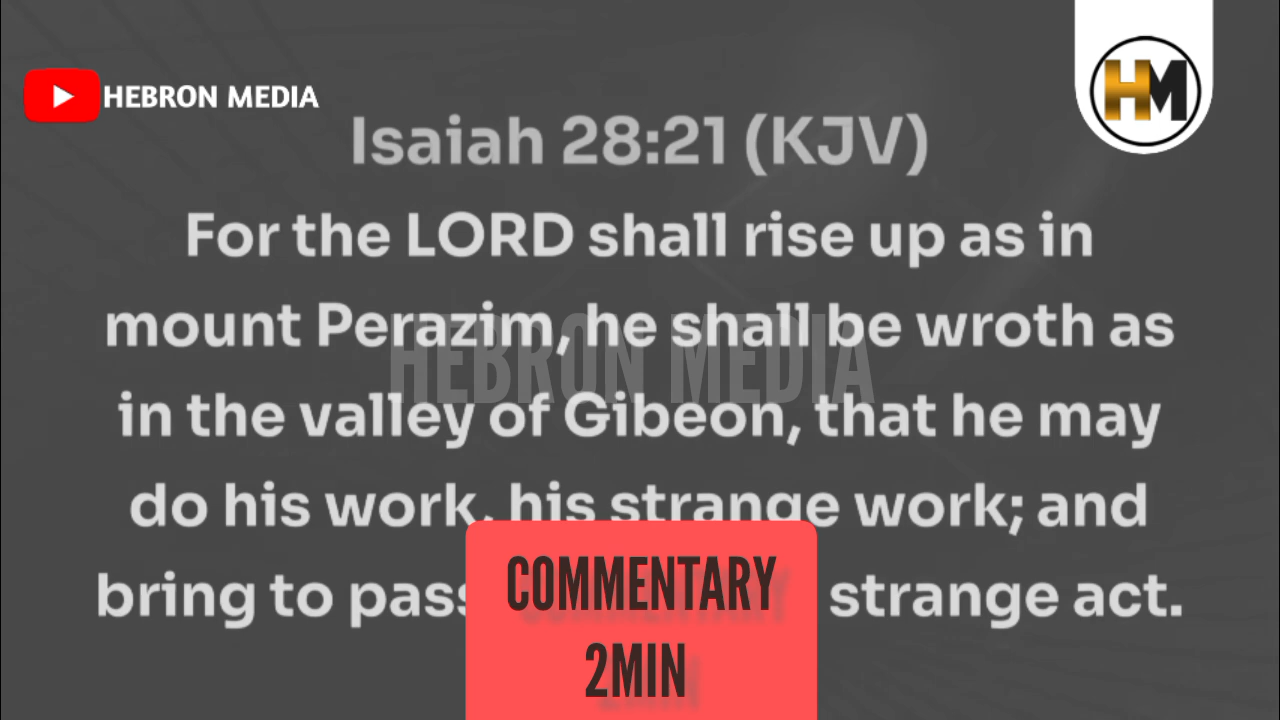 HEBRON MEDIA
HM
Isaiah 28:21 (KJV)
For the LORD shall rise up as in
mount Perazim, he shall be wroth as
HEBRON MEDIA
in the valley of Gibeon, that he may
do his work, his strange work; and
bring to pass strange act.
COMMENTARY
2MIN